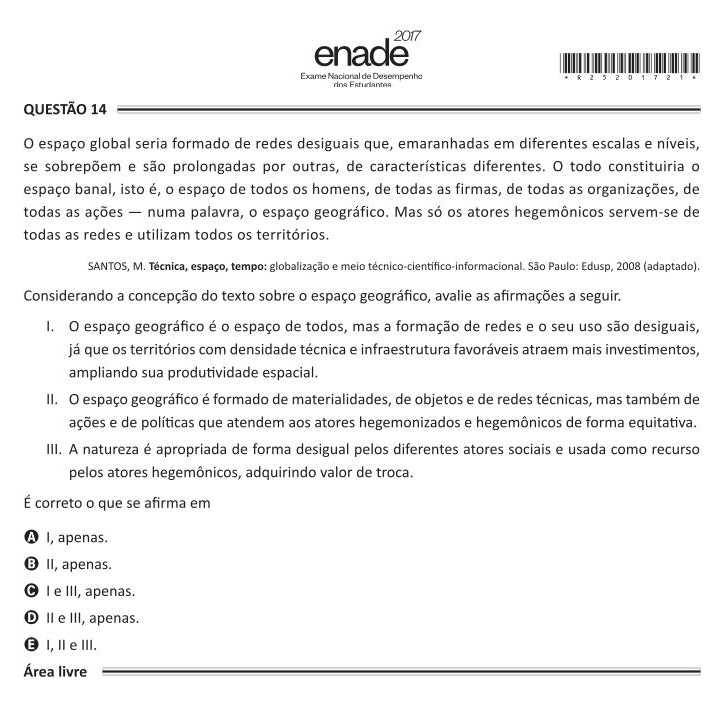 2017
enade
Exame Nacional de Desempenho
dos Estudantes
*R2520172 1*
QUESTÃO 14
O espaço global seria formado de redes desiguais que, emaranhadas em diferentes escalas e níveis,
se sobrepõem e são prolongadas por outras, de características diferentes. O todo constituiria o
espaço banal, isto é, o espaço de todos os homens, de todas as firmas, de todas as organizações, de
todas as ações — numa palavra, o espaço geográfico. Mas só os atores hegemônicos servem-se de
todas as redes e utilizam todos os territórios.
SANTOS, M. Técnica, espaço, tempo: globalização e meio técnico-científico-informacional. São Paulo: Edusp, 2008 (adaptado).
Considerando a concepção do texto sobre o espaço geográfico, avalie as afirmações a seguir.
I. O espaço geográfico é o espaço de todos, mas a formação de redes e o seu uso são desiguais,
já que os territórios com densidade técnica e infraestrutura favoráveis atraem mais investimentos,
ampliando sua produtividade espacial.
II. O espaço geográfico é formado de materialidades, de objetos e de redes técnicas, mas também de
ações e de políticas que atendem aos atores hegemonizados e hegemônicos de forma equitativa.
III. A natureza é apropriada de forma desigual pelos diferentes atores sociais e usada como recurso
pelos atores hegemônicos, adquirindo valor de troca.
É correto o que se afirma em
A I, apenas.
B II, apenas.
C I e III, apenas.
D II e III, apenas.
E I, II e III.
Área livre